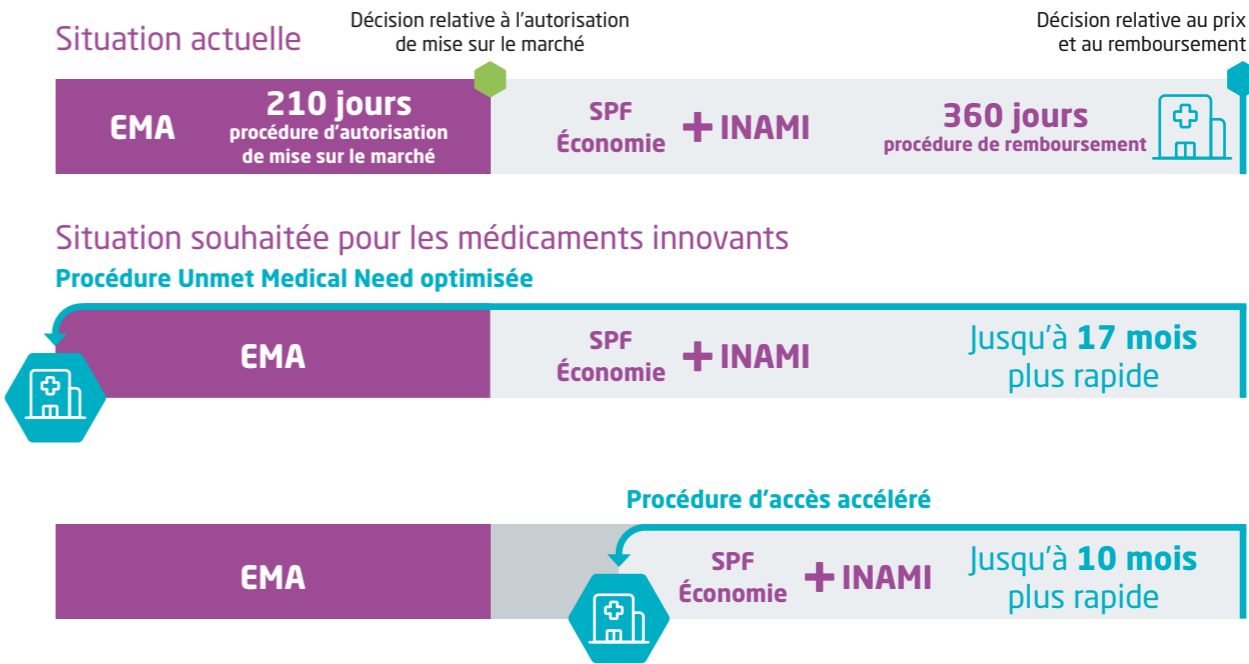 Situation actuelle
Décision relative à l'autorisation
de mise sur le marché
Décision relative au prix
et au remboursement
EMA
210 jours
procédure d'autorisation
de mise sur le marché
SPF
Économie
+ INAMI
360 jours
procédure de remboursement
Situation souhaitée pour les médicaments innovants
Procédure Unmet Medical Need optimisée
EMA
SPF
Économie
+ INAMI
Jusqu'à 17 mois
plus rapide
Procédure d'accès accéléré
EMA
SPF
Économie
+ INAMI
Jusqu'à 10 mois
plus rapide